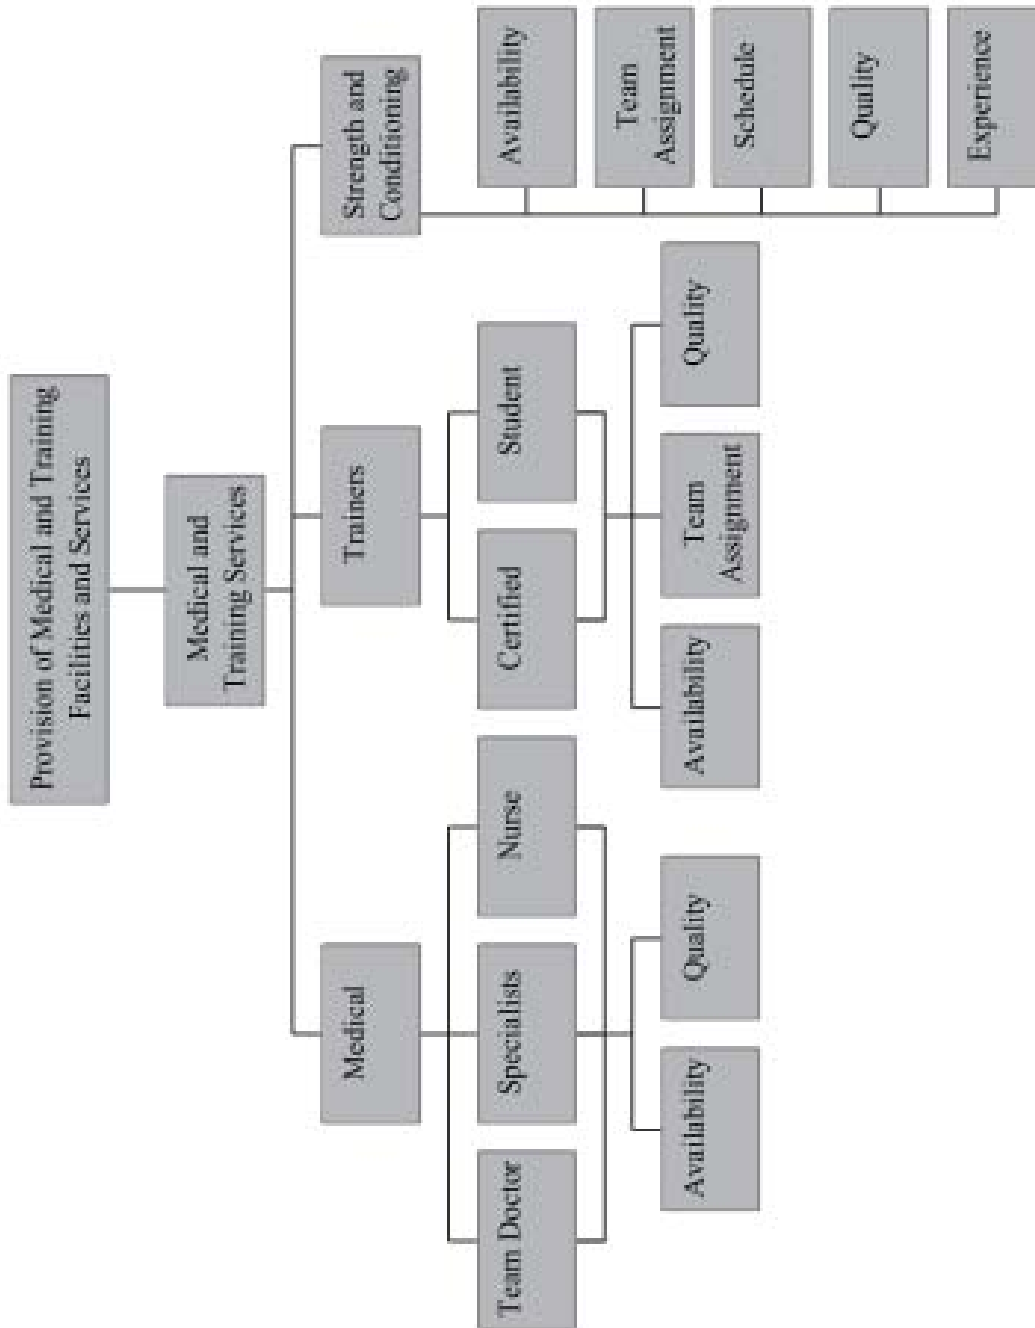 Provision of Medical and Training
Facilities and Services
Medical and
Training Services
Medical
Trainers
Strength and
Conditioning
Team Doctor
Specialists
Nurse
Certified
Student
Availability
Quality
Availability
Team
Assignment
Quality
Availability
Team
Assignment
Schedule
Quality
Experience